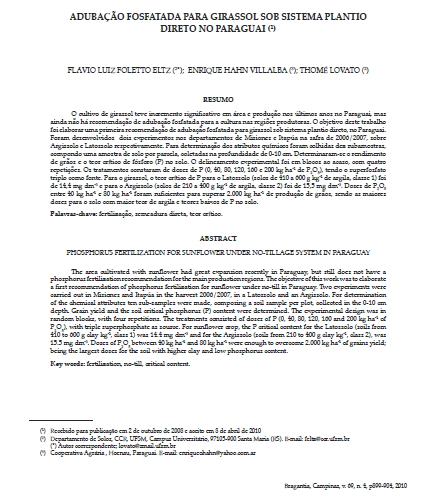 ADUBAÇÃO FOSFATADA PARA GIRASSOL SOB SISTEMA PLANTIO
DIRETO NO PARAGUAI (¹)
FLÁVIO LUIZ FOLETTO ELTZ (²*); ENRIQUE HAHN VILLALBA (³); THOMÉ LOVATO (²)
RESUMO
O cultivo de girassol teve incremento significativo em área e produção nos últimos anos no Paraguai, mas
ainda não há recomendação de adubação fosfatada para a cultura nas regiões produtoras. O objetivo deste trabalho
foi elaborar uma primeira recomendação de adubação fosfatada para girassol sob sistema plantio direto, no Paraguai.
Foram desenvolvidos dois experimentos nos departamentos de Misiones e Itapúa na safra de 2006/2007, sobre
Argissolo e Latossolo respectivamente. Para determinação dos atributos químicos foram colhidas dez subamostras,
compondo uma amostra de solo por parcela, coletadas na profundidade de 0-10 cm. Determinaram-se o rendimento
de grãos e o teor crítico de fósforo (P) no solo. O delineamento experimental foi em blocos ao acaso, com quatro
repetições. Os tratamentos constaram de doses de P (0, 40, 80, 120, 160 e 200 kg ha⁻¹ de P₂O₅), tendo o superfosfato
triplo como fonte. Para o girassol, o teor crítico de P para o Latossolo (solos de 410 a 600 g kg⁻¹ de argila, classe 1) foi
de 14,4 mg dm⁻³ e para o Argissolo (solos de 210 a 400 g kg⁻¹ de argila, classe 2) foi de 15,5 mg dm⁻³. Doses de P₂O₅
entre 40 kg ha⁻¹ e 80 kg ha⁻¹ foram suficientes para superar 2.000 kg ha⁻¹ de produção de grãos, sendo as maiores
doses para o solo com maior teor de argila e teores baixos de P no solo.
Palavras-chave: fertilização, semeadura direta, teor crítico.
ABSTRACT
PHOSPHORUS FERTILIZATION FOR SUNFLOWER UNDER NO-TILLAGE SYSTEM IN PARAGUAY
The area cultivated with sunflower had great expansion recently in Paraguay, but still does not have a
phosphorus fertilization recommendation for the main production regions. The objective of this work was to elaborate
a first recommendation of phosphorus fertilization for sunflower under no-till in Paraguay. Two experiments were
carried out in Misiones and Itapúa in the harvest 2006/2007, in a Latossolo and an Argissolo. For determination
of the chemical attributes ten sub-samples were made, composing a soil sample per plot, collected in the 0-10 cm
depth. Grain yield and the soil critical phosphorus (P) content were determined. The experimental design was in
random blocks, with four repetitions. The treatments consisted of doses of P (0, 40, 80, 120, 160 and 200 kg ha⁻¹ of
P₂O₅), with triple superphosphate as source. For sunflower crop, the P critical content for the Latossolo (soils from
410 to 600 g clay kg⁻¹, class 1) was 14.4 mg dm⁻³ and for the Argissolo (soils from 210 to 400 g clay kg⁻¹, class 2), was
15.5 mg dm⁻³. Doses of P₂O₅ between 40 kg ha⁻¹ and 80 kg ha⁻¹ were enough to overcome 2.000 kg ha⁻¹ of grains yield;
being the largest doses for the soil with higher clay and low phosphorus content.
Key words: fertilization, no-till, critical content.
(¹) Recebido para publicação em 2 de outubro de 2008 e aceito em 8 de abril de 2010
(²) Departamento de Solos, CCR, UFSM, Campus Universitário, 97105-900 Santa Maria (RS). E-mail: feltz@ccr.ufsm.br
(*) Autor correspondente; lovato@smail.ufsm.br
(³) Cooperativa Agrária, Hoenau, Paraguai. E-mail: enriquehahn@yahoo.com.ar
Bragantia, Campinas, v. 69, n. 4, p899-904, 2010